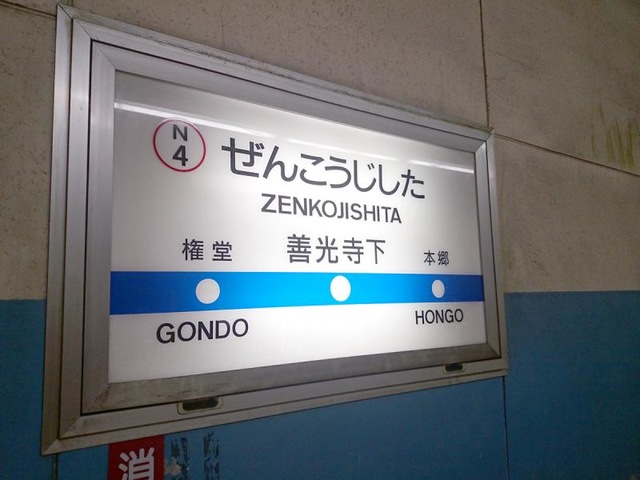 N
4
ぜんこうじした
ZENKOJISHITA
権堂 善光寺下 本郷
GONDO HONGO
消